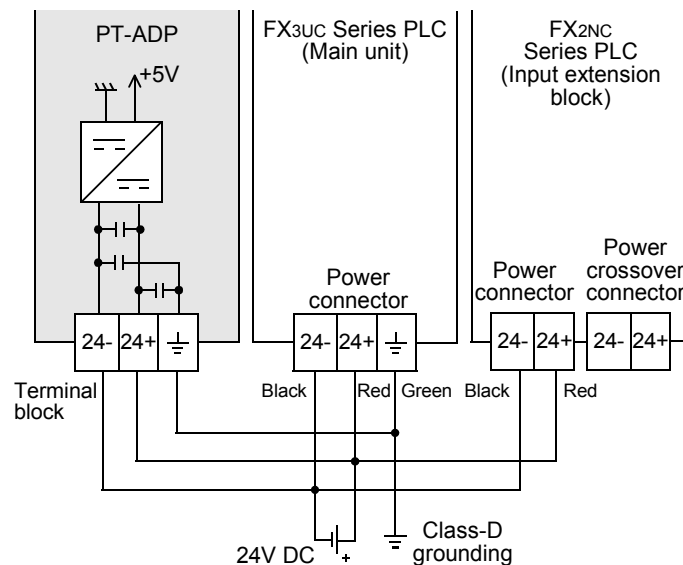 PT-ADP
+5V
FX3UC Series PLC
(Main unit)
FX2NC
Series PLC
(Input extension
block)
Power
connector
Power
connector
Power
crossover
connector
24- 24+
24- 24+
24- 24+
24- 24+
Terminal
block
Black
Red
Green
Black
Red
24V DC
+
Class-D
grounding